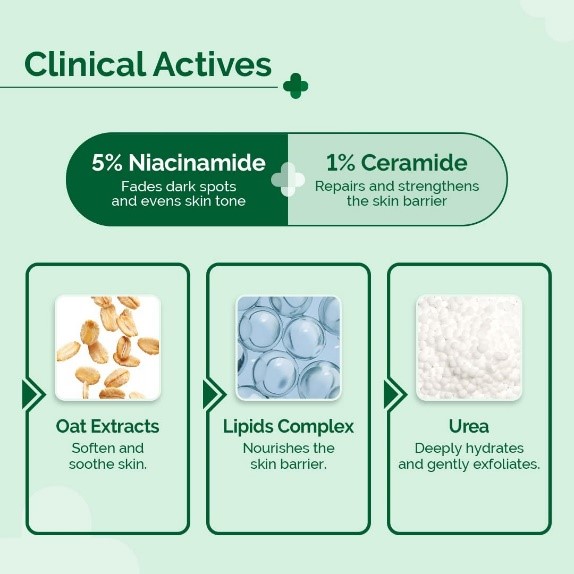 Clinical Actives
5% Niacinamide
Fades dark spots
and evens skin tone
1% Ceramide
Repairs and strengthens
the skin barrier
Oat Extracts
Soften and
soothe skin.
Lipids Complex
Nourishes the
skin barrier.
Urea
Deeply hydrates
and gently exfoliates.